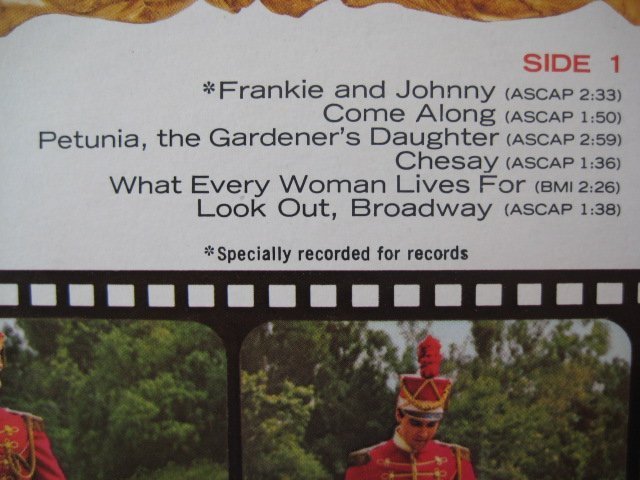 SIDE 1
*Frankie and Johnny (ASCAP 2:33)
Come Along (ASCAP 1:50)
Petunia, the Gardener's Daughter (ASCAP 2:59)
Chesay (ASCAP 1:36)
What Every Woman Lives For (BMI 2:26)
Look Out, Broadway (ASCAP 1:38)
*Specially recorded for records